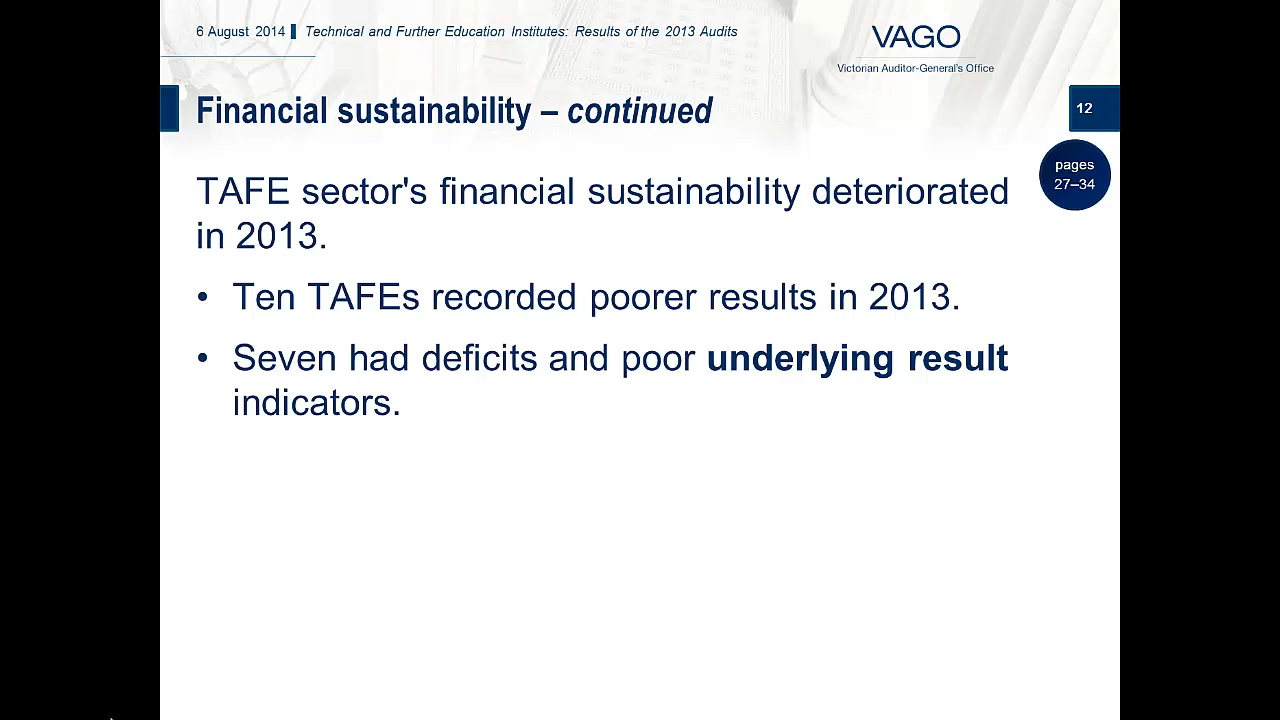 6 August 2014 Technical and Further Education Institutes: Results of the 2013 Audits
VAGO
Victorian Auditor-General's Office
Financial sustainability – continued
12
pages
27–34
TAFE sector's financial sustainability deteriorated
in 2013.
• Ten TAFEs recorded poorer results in 2013.
• Seven had deficits and poor underlying result
indicators.